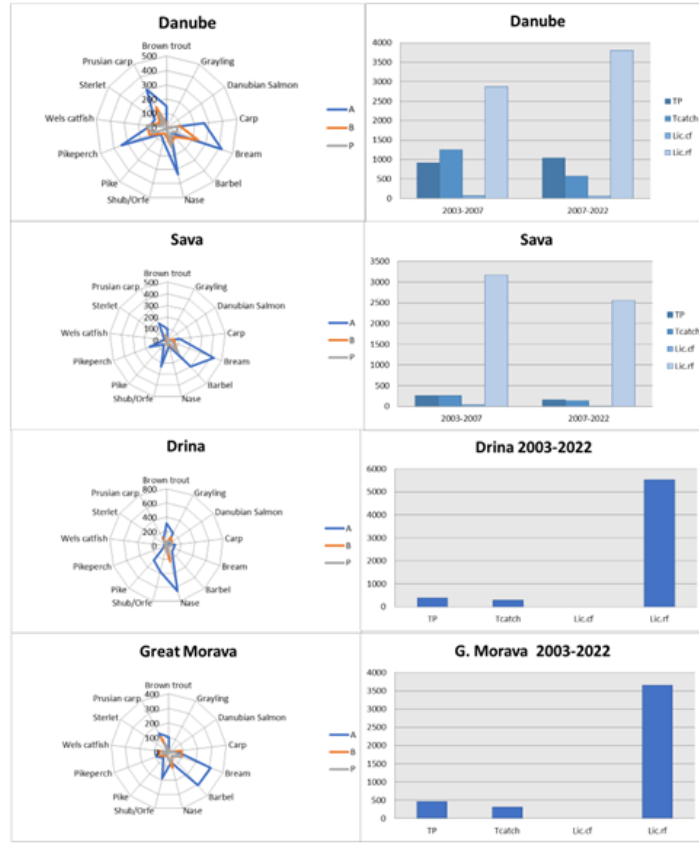 Danube
Brown trout
Grayling
Danubian Salmon
Carp
Bream
Barbel
Nase
Shub/Orfe
Pike
Pikeperch
Wels catfish
Sterlet
Prusian carp
500
400
300
200
100
0
A
B
P
Danube
4000
3500
3000
2500
2000
1500
1000
500
0
2003-2007
2007-2022
TP
Tcatch
Lic.cf
Lic.rf
Sava
Brown trout
Grayling
Danubian Salmon
Carp
Bream
Barbel
Nase
Shub/Orfe
Pike
Pikeperch
Wels catfish
Sterlet
Prusian carp
500
400
300
200
100
0
A
B
P
Sava
3500
3000
2500
2000
1500
1000
500
0
2003-2007
2007-2022
TP
Tcatch
Lic.cf
Lic.rf
Drina
Brown trout
Grayling
Danubian Salmon
Carp
Bream
Barbel
Nase
Shub/Orfe
Pike
Pikeperch
Wels catfish
Sterlet
Prusian carp
800
600
400
200
0
A
B
P
Drina 2003-2022
6000
5000
4000
3000
2000
1000
0
TP
Tcatch
Lic.cf
Lic.rf
Great Morava
Brown trout
Grayling
Danubian Salmon
Carp
Bream
Barbel
Nase
Shub/Orfe
Pike
Pikeperch
Wels catfish
Sterlet
Prusian carp
400
300
200
100
0
A
B
P
G. Morava 2003-2022
4000
3500
3000
2500
2000
1500
1000
500
0
TP
Tcatch
Lic.cf
Lic.rf